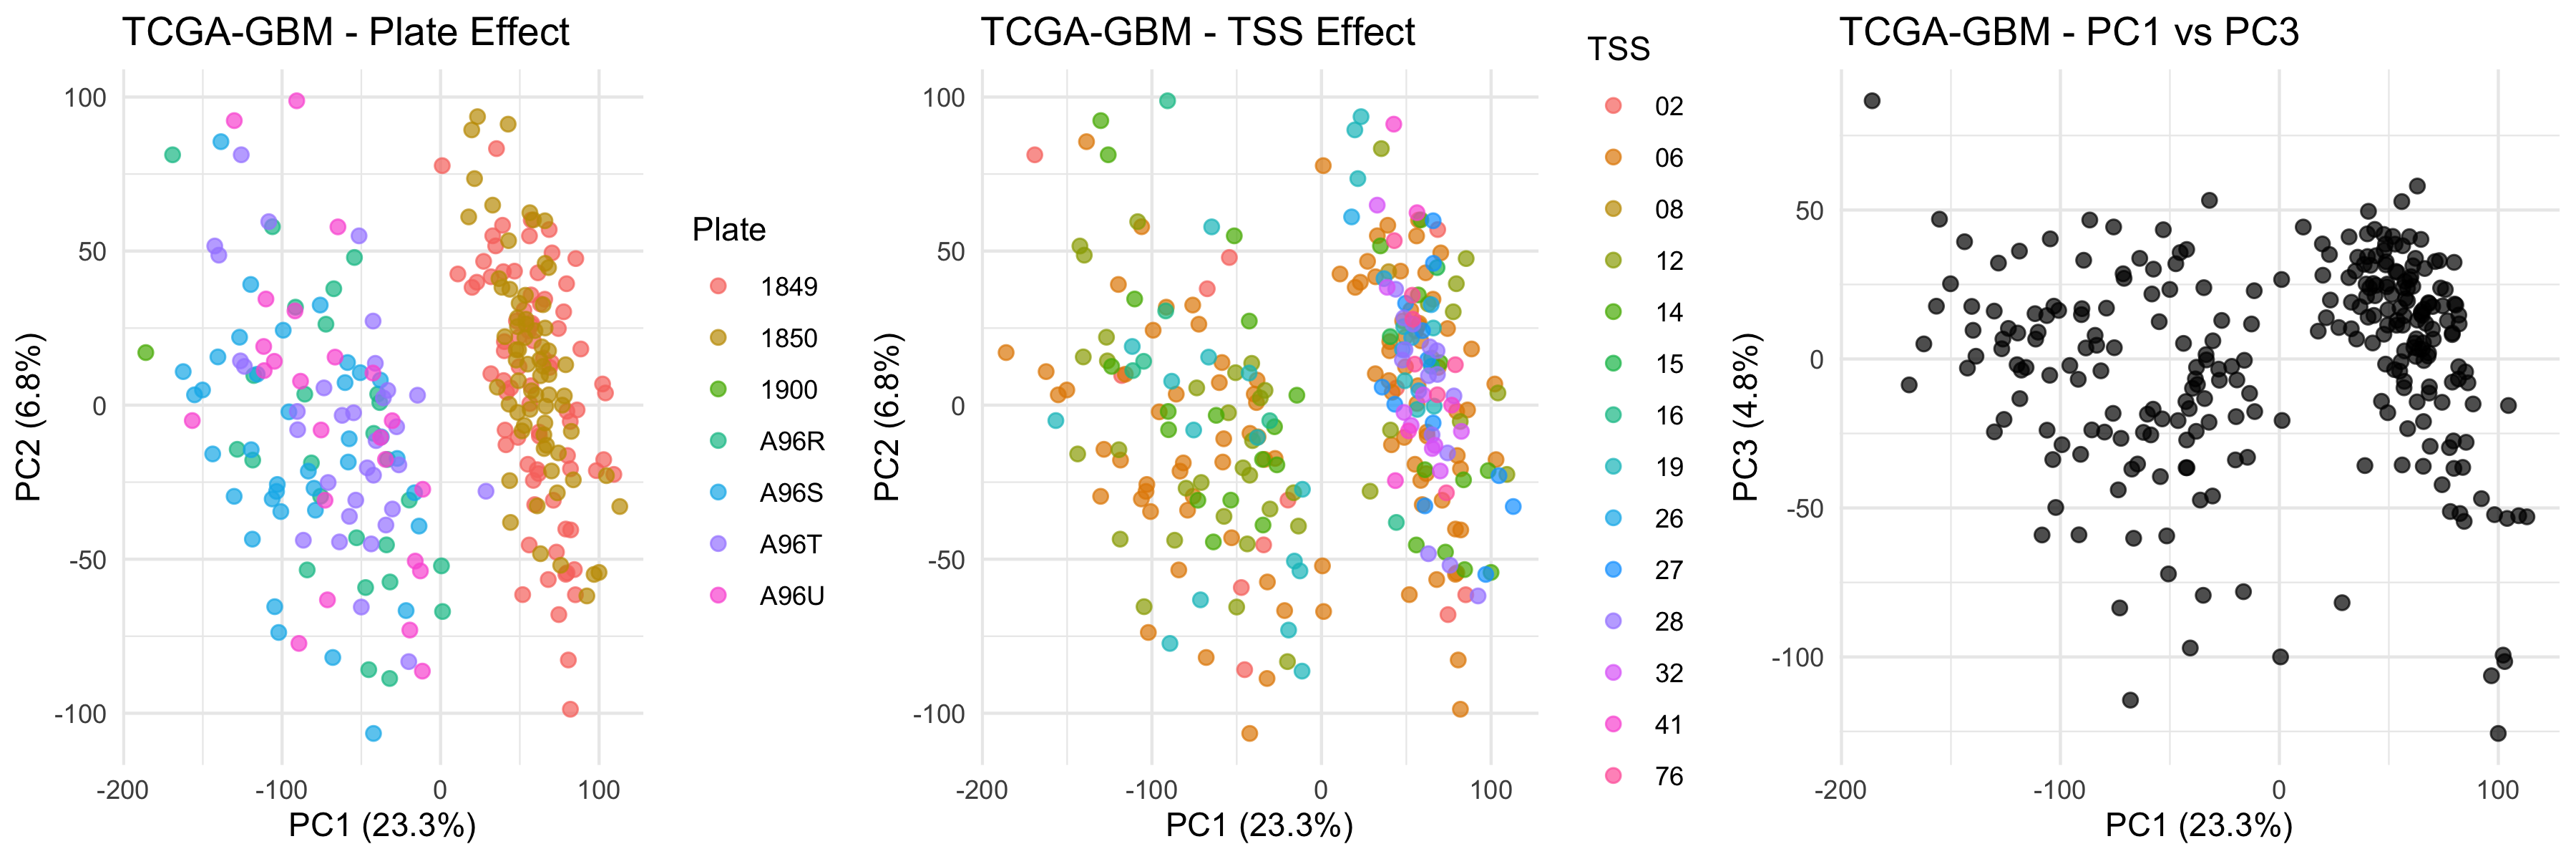 TCGA-GBM - Plate Effect
100
50
0
-50
-100
-200
-100
0
100
PC2 (6.8%)
PC1 (23.3%)
Plate
1849
1850
1900
A96R
A96S
A96T
A96U
TCGA-GBM - TSS Effect
100
50
0
-50
-100
-200
-100
0
100
PC2 (6.8%)
PC1 (23.3%)
TSS
02
06
08
12
14
15
16
19
26
27
28
32
41
76
TCGA-GBM - PC1 vs PC3
50
0
-50
-100
-200
-100
0
100
PC3 (4.8%)
PC1 (23.3%)